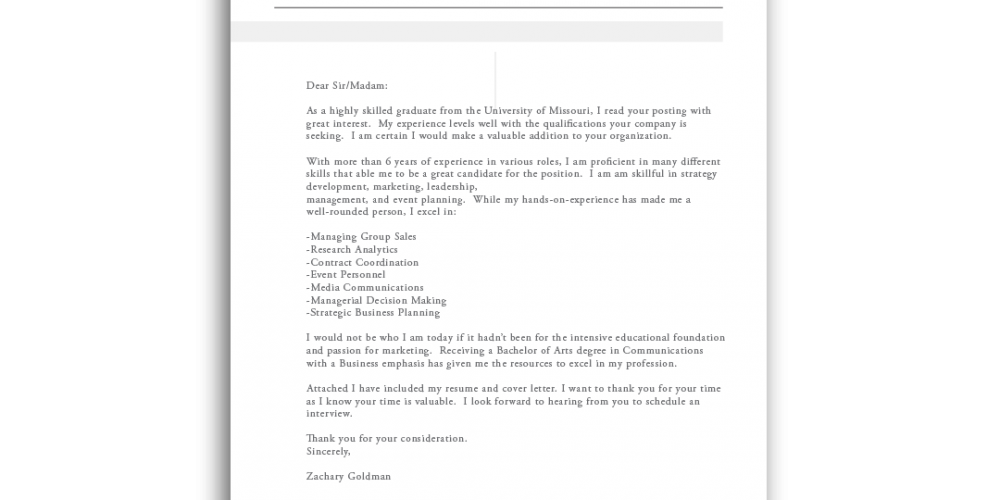 Dear Sir/Madam:
As a highly skilled graduate from the University of Missouri, I read your posting with
great interest.  My experience levels well with the qualifications your company is
seeking.  I am certain I would make a valuable addition to your organization.
With more than 6 years of experience in various roles, I am proficient in many different
skills that able me to be a great candidate for the position.  I am am skillful in strategy
development, marketing, leadership,
management, and event planning.  While my hands-on-experience has made me a
well-rounded person, I excel in:
-Managing Group Sales
-Research Analytics
-Contract Coordination
-Event Personnel
-Media Communications
-Managerial Decision Making
-Strategic Business Planning
I would not be who I am today if it hadn't been for the intensive educational foundation
and passion for marketing.  Receiving a Bachelor of Arts degree in Communications
with a Business emphasis has given me the resources to excel in my profession.
Attached I have included my resume and cover letter. I want to thank you for your time
as I know your time is valuable.  I look forward to hearing from you to schedule an
interview.
Thank you for your consideration.
Sincerely,
Zachary Goldman